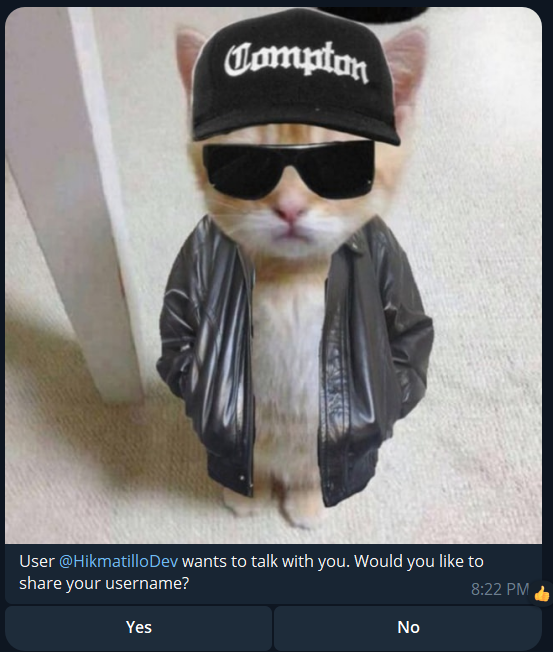 Compton
User @HikmatilloDev wants to talk with you. Would you like to
share your username?
8:22 PM
Yes
No